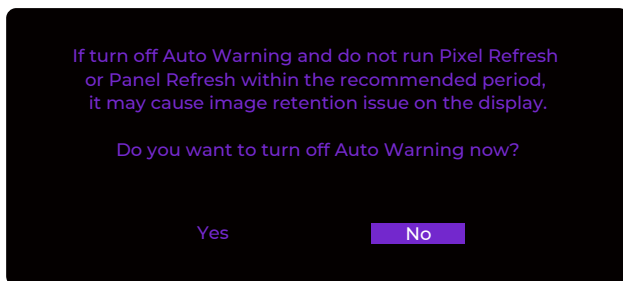 If turn off Auto Warning and do not run Pixel Refresh
or Panel Refresh within the recommended period,
it may cause image retention issue on the display.
Do you want to turn off Auto Warning now?
Yes No